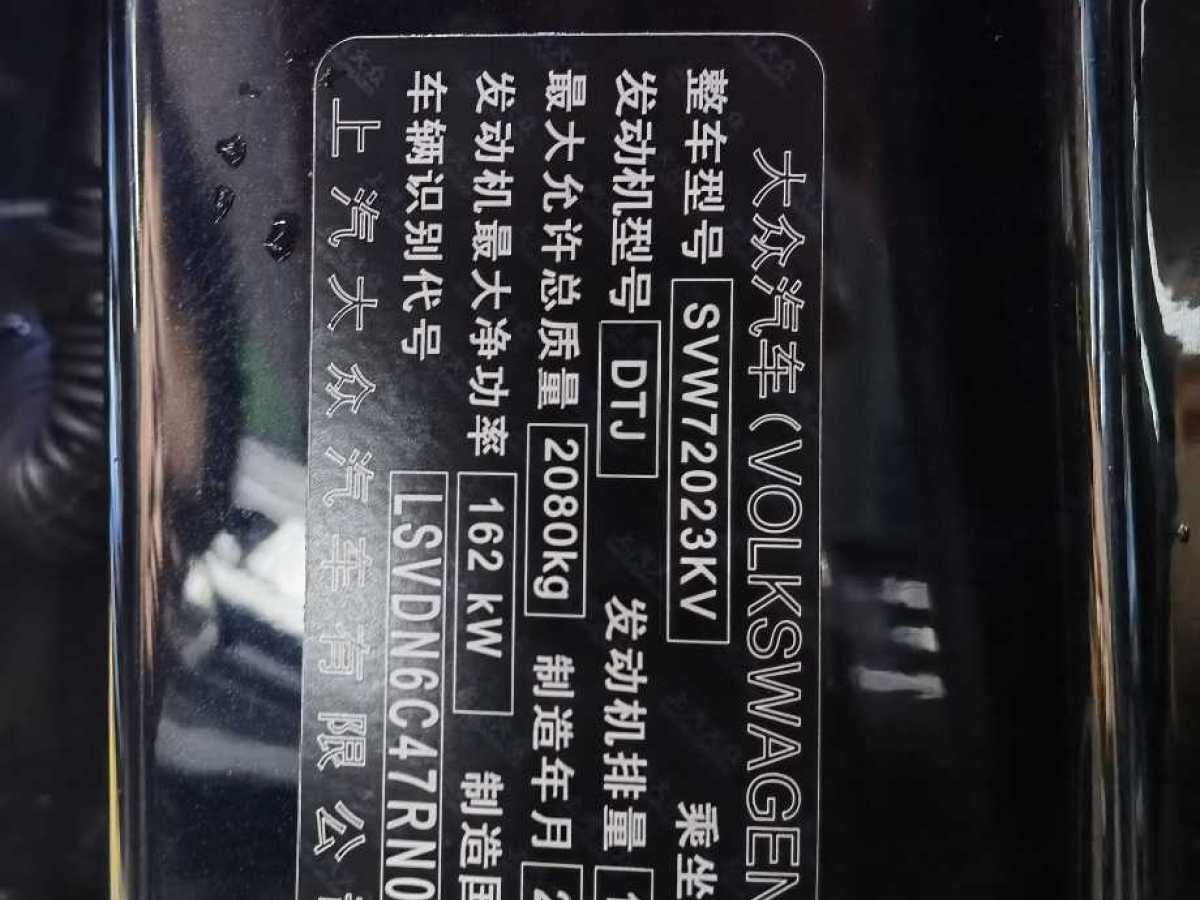 大众汽车(VOLKSWAGEN
整车型号 SVW72023KV 乘坐
发动机型号 DTJ 发动机排量 1
最大允许总质量 2080kg 制造年月 2
发动机最大净功率 162 kW 制造国
车辆识别代号 LSVDN6C47RN0
上汽大众汽车有限公